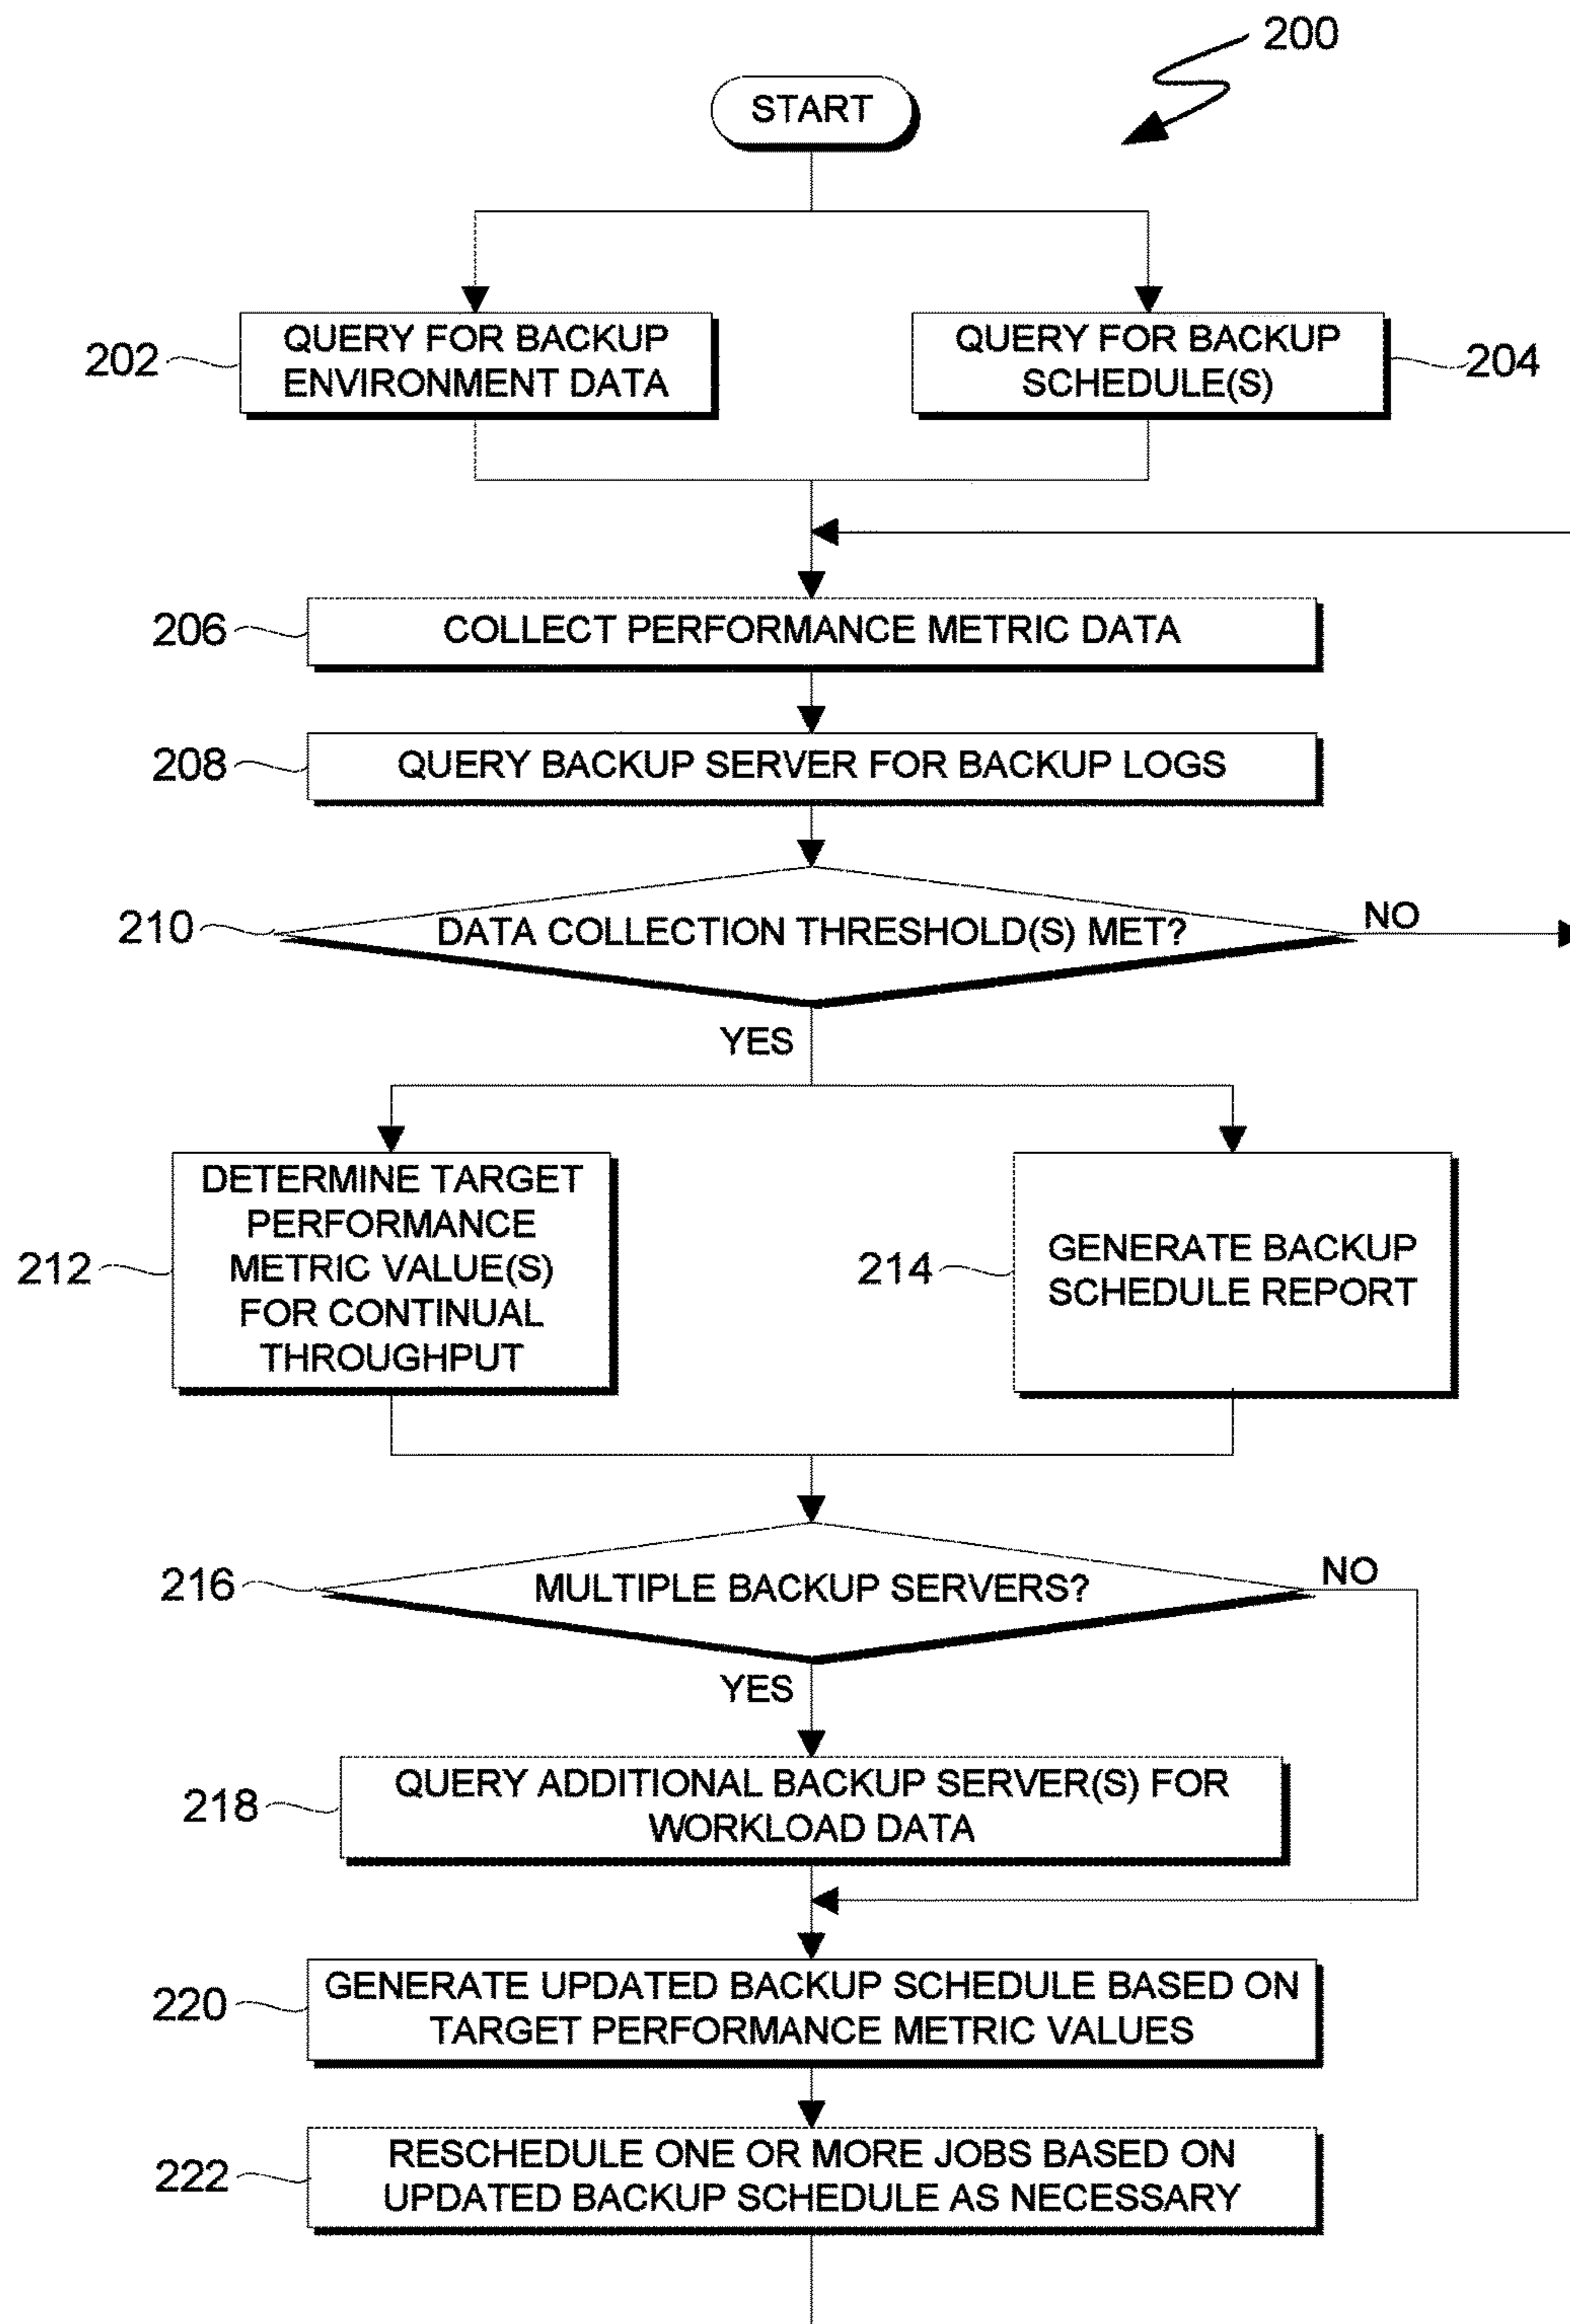 200
START
QUERY FOR BACKUP
ENVIRONMENT DATA
202
QUERY FOR BACKUP
SCHEDULE(S)
204
206
COLLECT PERFORMANCE METRIC DATA
208
QUERY BACKUP SERVER FOR BACKUP LOGS
210
DATA COLLECTION THRESHOLD(S) MET?
NO
YES
212
DETERMINE TARGET
PERFORMANCE
METRIC VALUE(S)
FOR CONTINUAL
THROUGHPUT
214
GENERATE BACKUP
SCHEDULE REPORT
216
MULTIPLE BACKUP SERVERS?
NO
YES
218
QUERY ADDITIONAL BACKUP SERVER(S) FOR
WORKLOAD DATA
220
GENERATE UPDATED BACKUP SCHEDULE BASED ON
TARGET PERFORMANCE METRIC VALUES
222
RESCHEDULE ONE OR MORE JOBS BASED ON
UPDATED BACKUP SCHEDULE AS NECESSARY